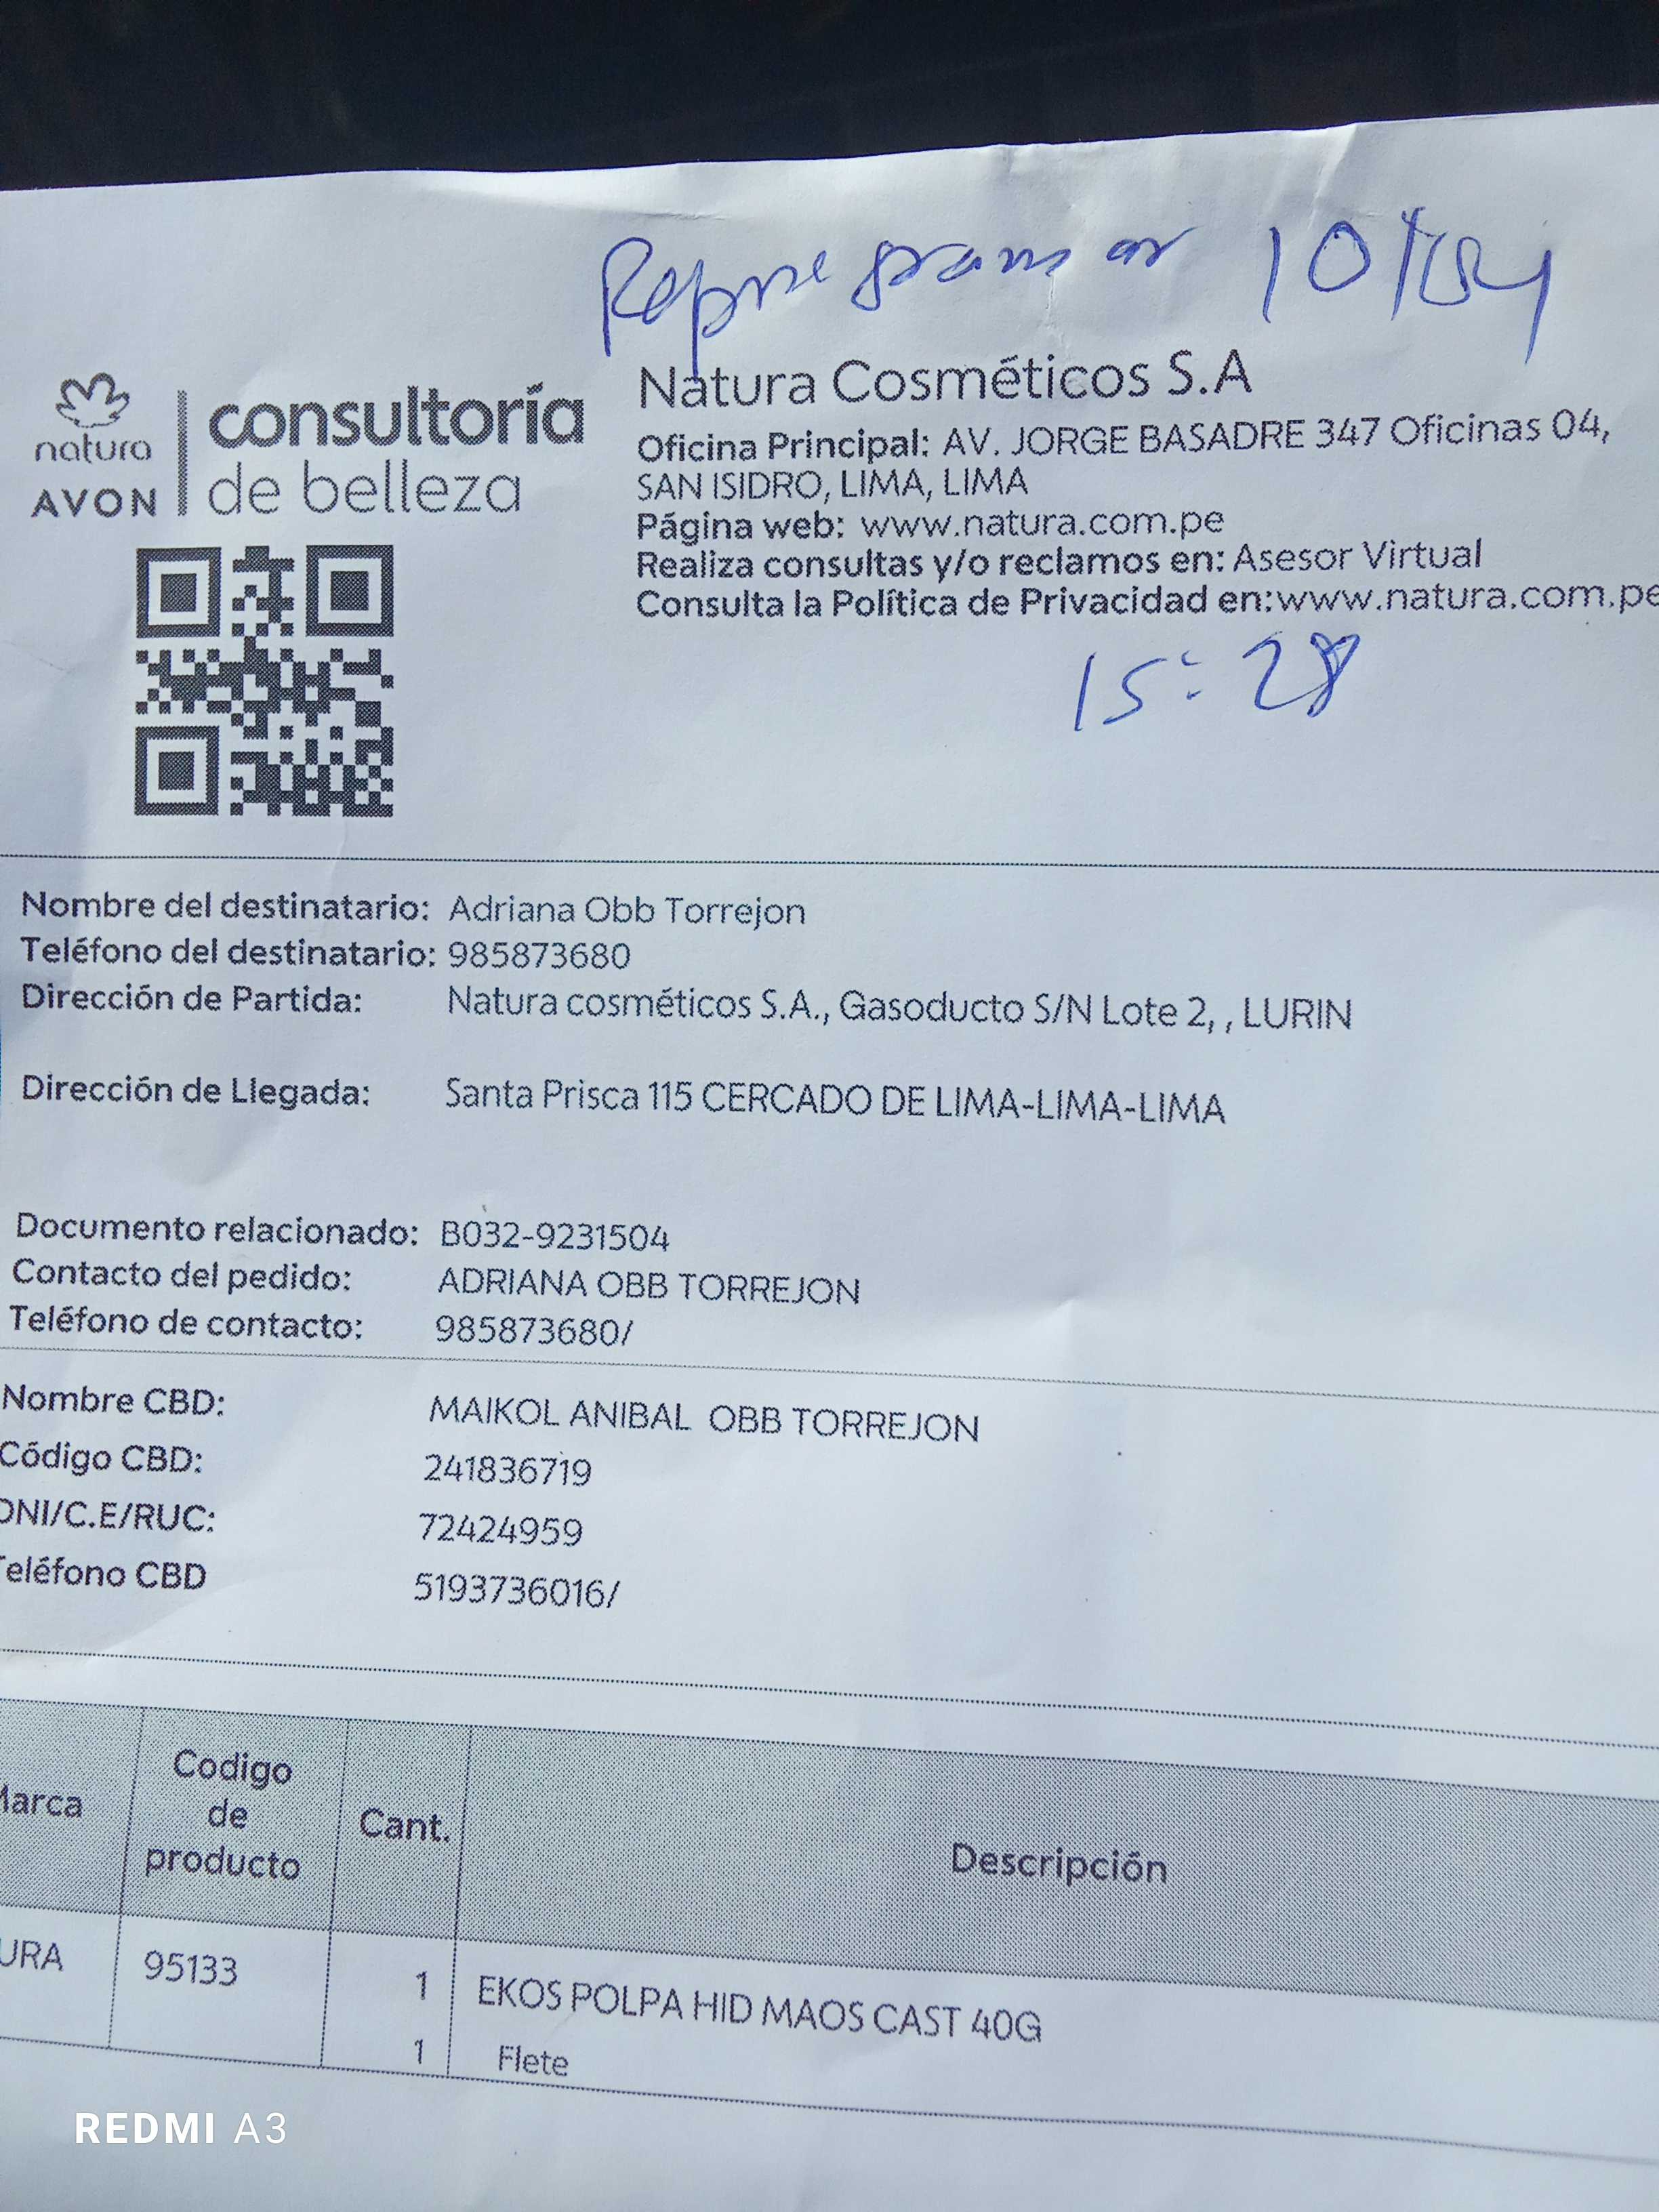 Reprogramar 10
natura
AVON
consultoría
de belleza
Natura Cosméticos S.A
Oficina Principal: AV. JORGE BASADRE 347 Oficinas 04,
SAN ISIDRO, LIMA, LIMA
Página web: www.natura.com.pe
Realiza consultas y/o reclamos en: Asesor Virtual
Consulta la Política de Privacidad en:www.natura.com.pe
15:28
Nombre del destinatario: Adriana Obb Torrejon
Teléfono del destinatario: 985873680
Dirección de Partida: Natura cosméticos S.A., Gasoducto S/N Lote 2, , LURIN
Dirección de Llegada: Santa Prisca 115 CERCADO DE LIMA-LIMA-LIMA
Documento relacionado: B032-9231504
Contacto del pedido: ADRIANA OBB TORREJON
Teléfono de contacto: 985873680/
Nombre CBD: MAIKOL ANIBAL OBB TORREJON
Código CBD: 241836719
DNI/C.E/RUC: 72424959
Teléfono CBD 5193736016/
Marca
Codigo
de
producto
Cant.
Descripción
URA 95133 1 EKOS POLPA HID MAOS CAST 40G
1 Flete
REDMI A3